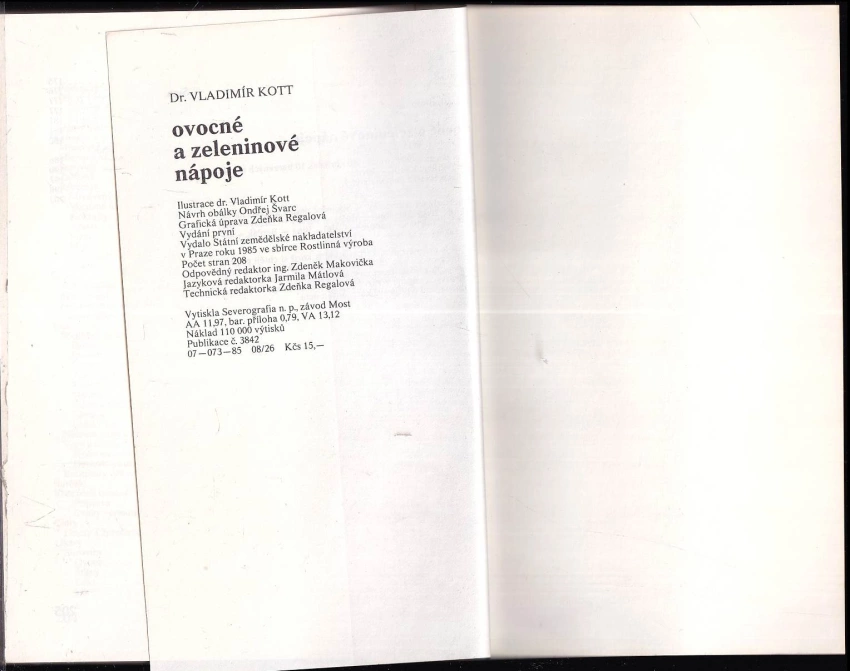 Dr. VLADIMÍR KOTT
ovocné
a zeleninové
nápoje
Ilustrace dr. Vladimír Kott
Návrh obálky Ondřej Švarc
Grafická úprava Zdeňka Regalová
Vydání první
Vydalo Státní zemědělské nakladatelství
v Praze roku 1985 ve sbírce Rostlinná výroba
Počet stran 208
Odpovědný redaktor ing. Zdeněk Makovička
Jazyková redaktorka Jarmila Mátlová
Technická redaktorka Zdeňka Regalová
Vytiskla Severografia n. p., závod Most
AA 11,97, bar. příloha 0,79, VA 13,12
Náklad 110 000 výtisků
Publikace č. 3842
07—073—85 08/26 Kčs 15,—